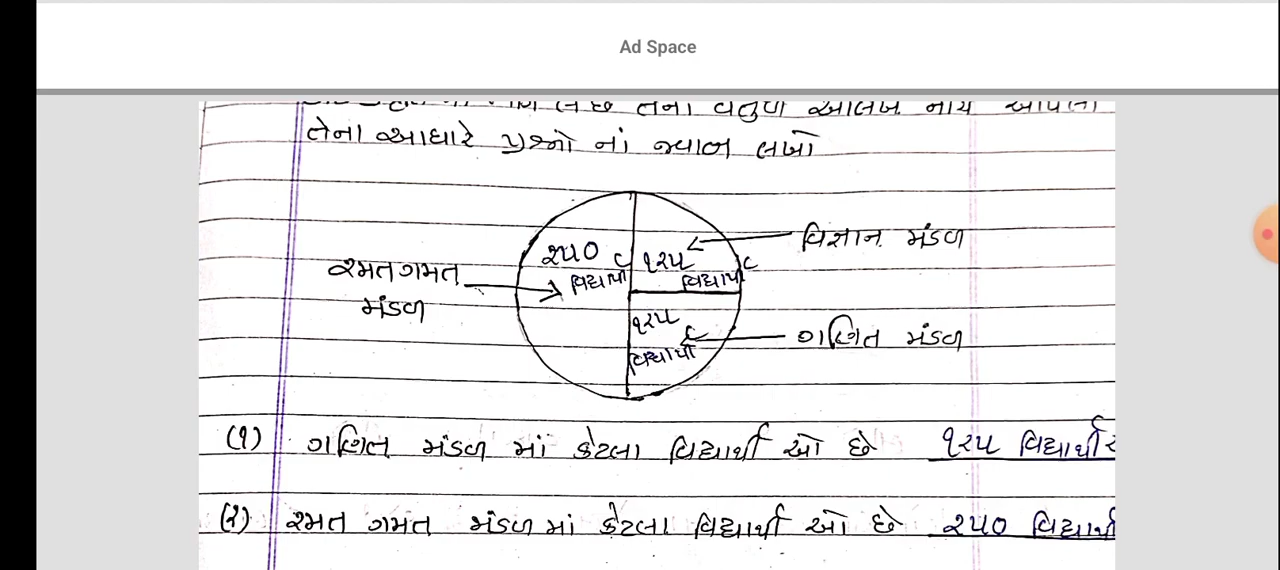 Ad Space
તેના આધારે પ્રશ્નો નાં જવાબ લખો
૨૫૦ વિદ્યાર્થી
૧૨૫ વિદ્યાર્થી
વિજ્ઞાન મંડળ
રમતગમત મંડળ
૧૨૫ વિદ્યાર્થી
ગણિત મંડળ
(૧) ગણિત મંડળ માં કેટલા વિદ્યાર્થી ઓ છે ૧૨૫
(૨) રમત ગમત મંડળ માં કેટલા વિદ્યાર્થી ઓ છે ૨૫૦